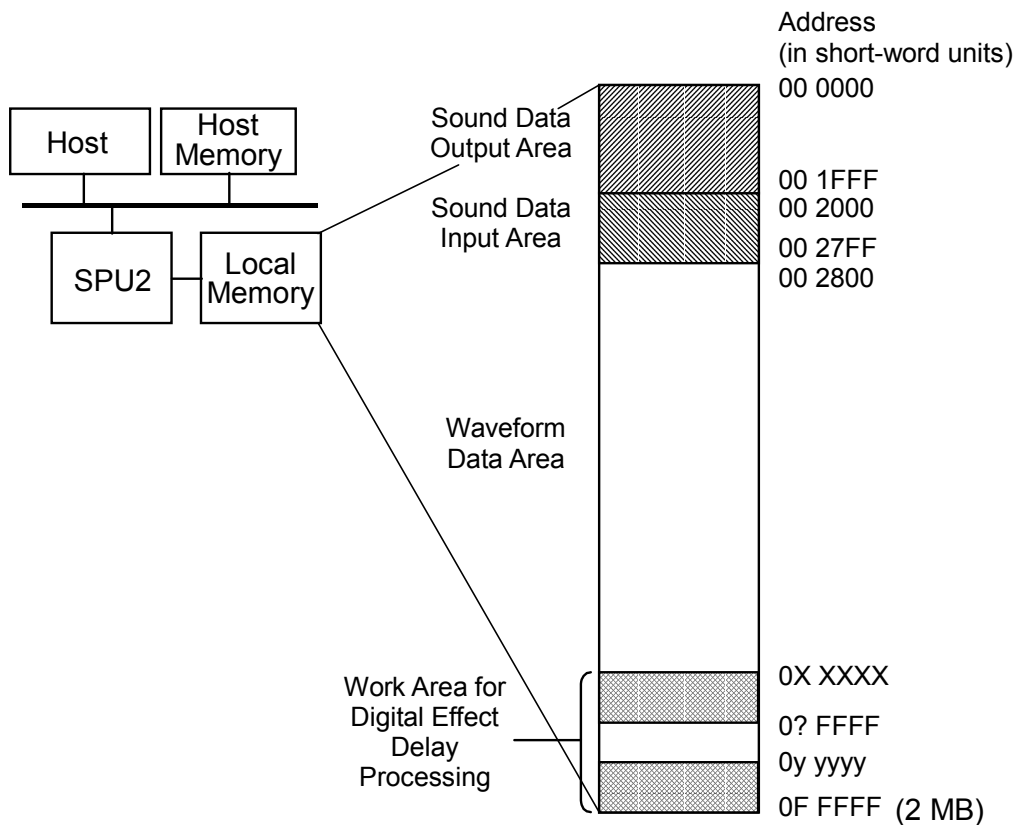 Address
(in short-word units)
00 0000
Sound Data
Output Area
Host
Host
Memory
00 1FFF
00 2000
Sound Data
Input Area
00 27FF
00 2800
SPU2
Local
Memory
Waveform
Data Area
0X XXXX
Work Area for
Digital Effect
Delay
Processing
0? FFFF
0y yyyy
0F FFFF (2 MB)